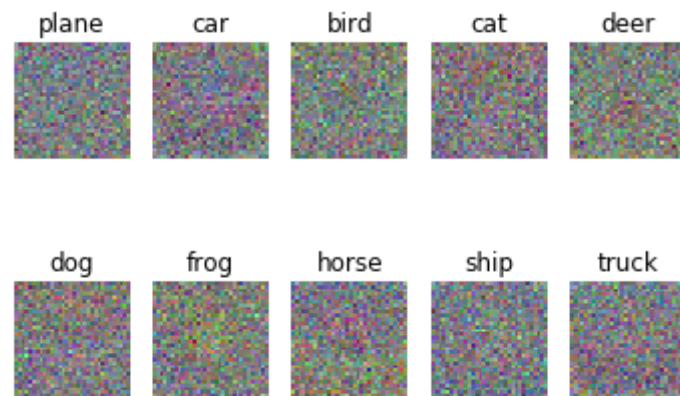 plane car bird cat deer
dog frog horse ship truck